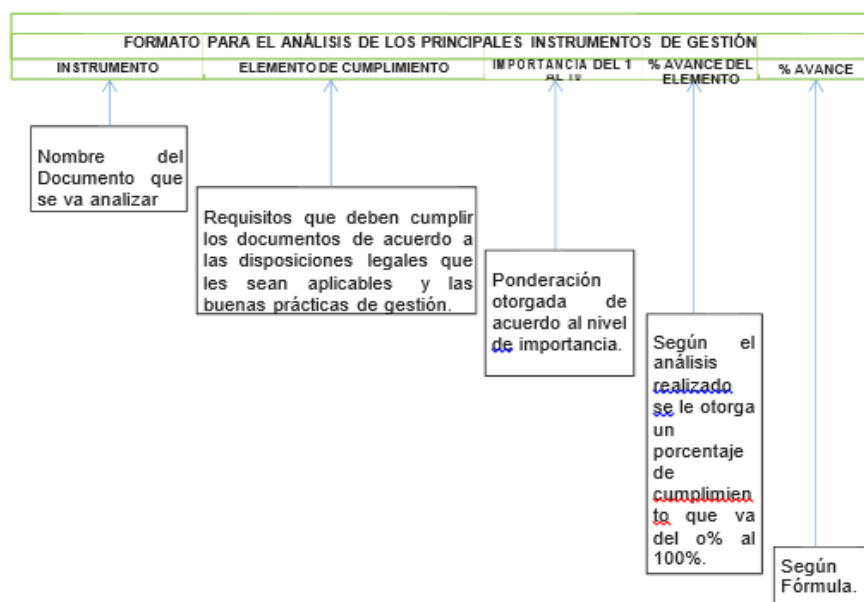 FORMATO PARA EL ANÁLISIS DE LOS PRINCIPALES INSTRUMENTOS DE GESTIÓN
INSTRUMENTO
ELEMENTO DE CUMPLIMIENTO
IMPORTANCIA DEL 1
AL 10
% AVANCE DEL
ELEMENTO
% AVANCE
Nombre del
Documento que
se va analizar
Requisitos que deben cumplir
los documentos de acuerdo a
las disposiciones legales que
les sean aplicables y las
buenas prácticas de gestión.
Ponderación
otorgada de
acuerdo al nivel
de importancia.
Según el
análisis
realizado
se le otorga
un
porcentaje
de
cumplimien
to que va
del o% al
100%.
Según
Fórmula.